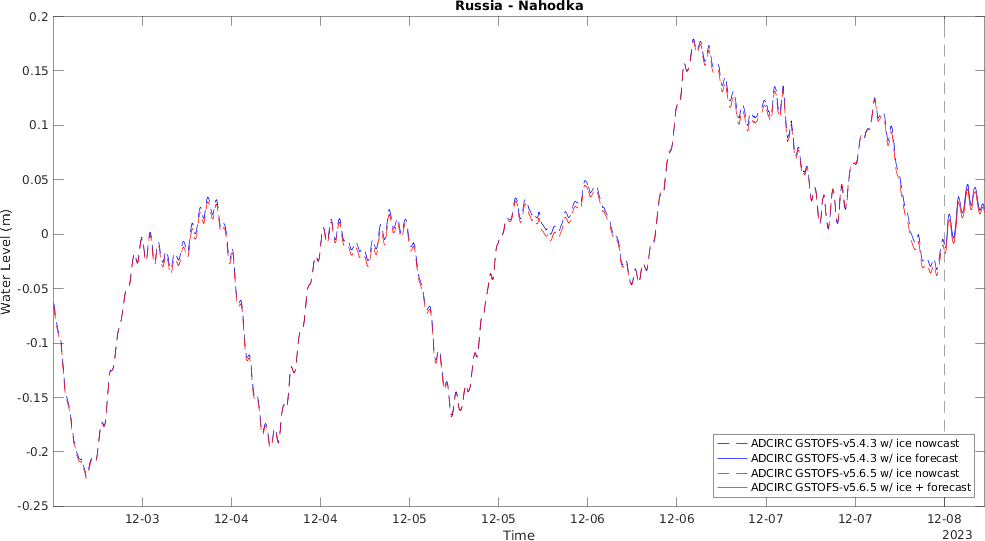 Russia - Nahodka
0.2
0.15
0.1
0.05
0
-0.05
-0.1
-0.15
-0.2
-0.25
Water Level (m)
ADCIRC GSTOFS-v5.4.3 w/ ice nowcast
ADCIRC GSTOFS-v5.4.3 w/ ice forecast
ADCIRC GSTOFS-v5.6.5 w/ ice nowcast
ADCIRC GSTOFS-v5.6.5 w/ ice + forecast
12-03 12-04 12-04 12-05 12-05 12-06 12-06 12-07 12-07 12-08
2023
Time